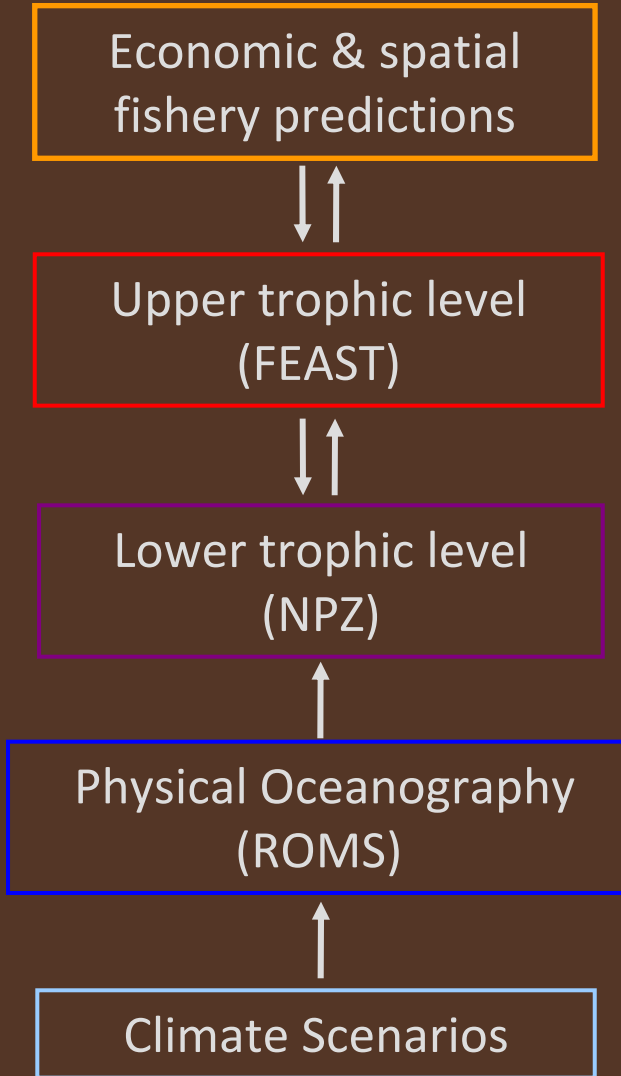 Economic & spatial
fishery predictions
Upper trophic level
(FEAST)
Lower trophic level
(NPZ)
Physical Oceanography
(ROMS)
Climate Scenarios